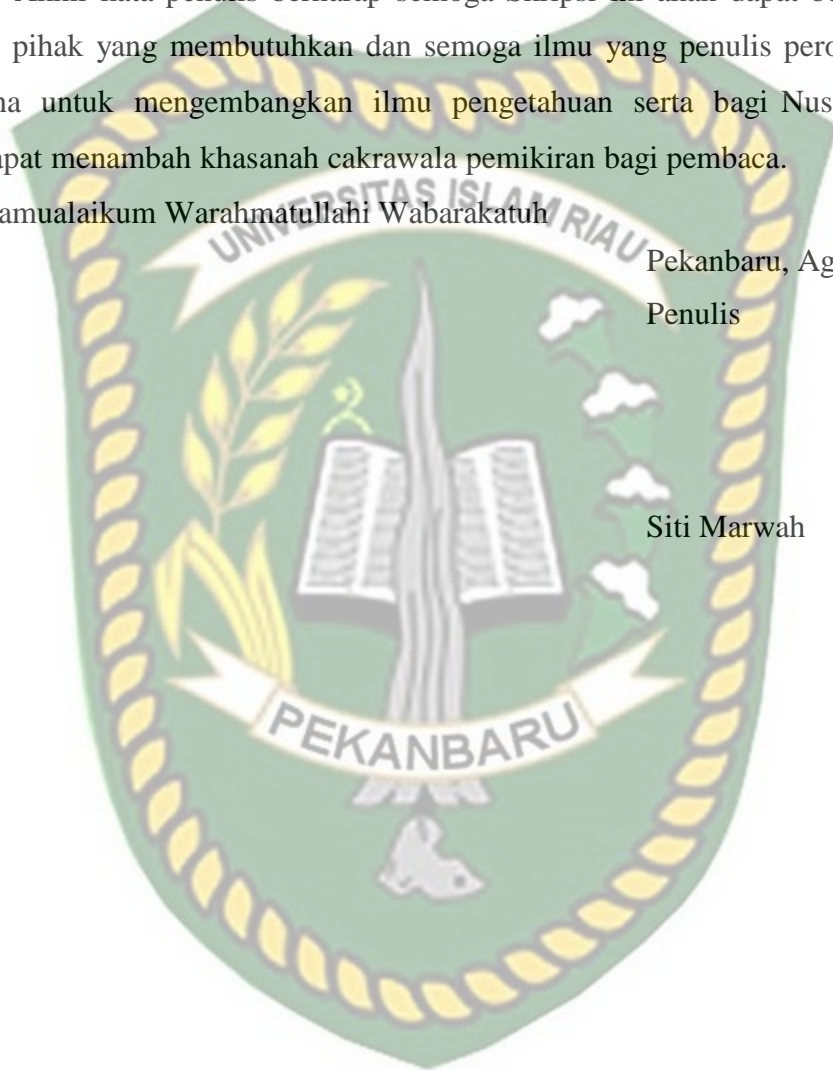 Akhir kata penulis berharap semoga Skripsi ini akan dapat be
pihak yang membutuhkan dan semoga ilmu yang penulis pero
na untuk mengembangkan ilmu pengetahuan serta bagi Nus
apat menambah khasanah cakrawala pemikiran bagi pembaca.
amualaikum Warahmatullahi Wabarakatuh
UNIVERSITAS ISLAM RIAU
Pekanbaru, Ag
Penulis
Siti Marwah
PEKANBARU